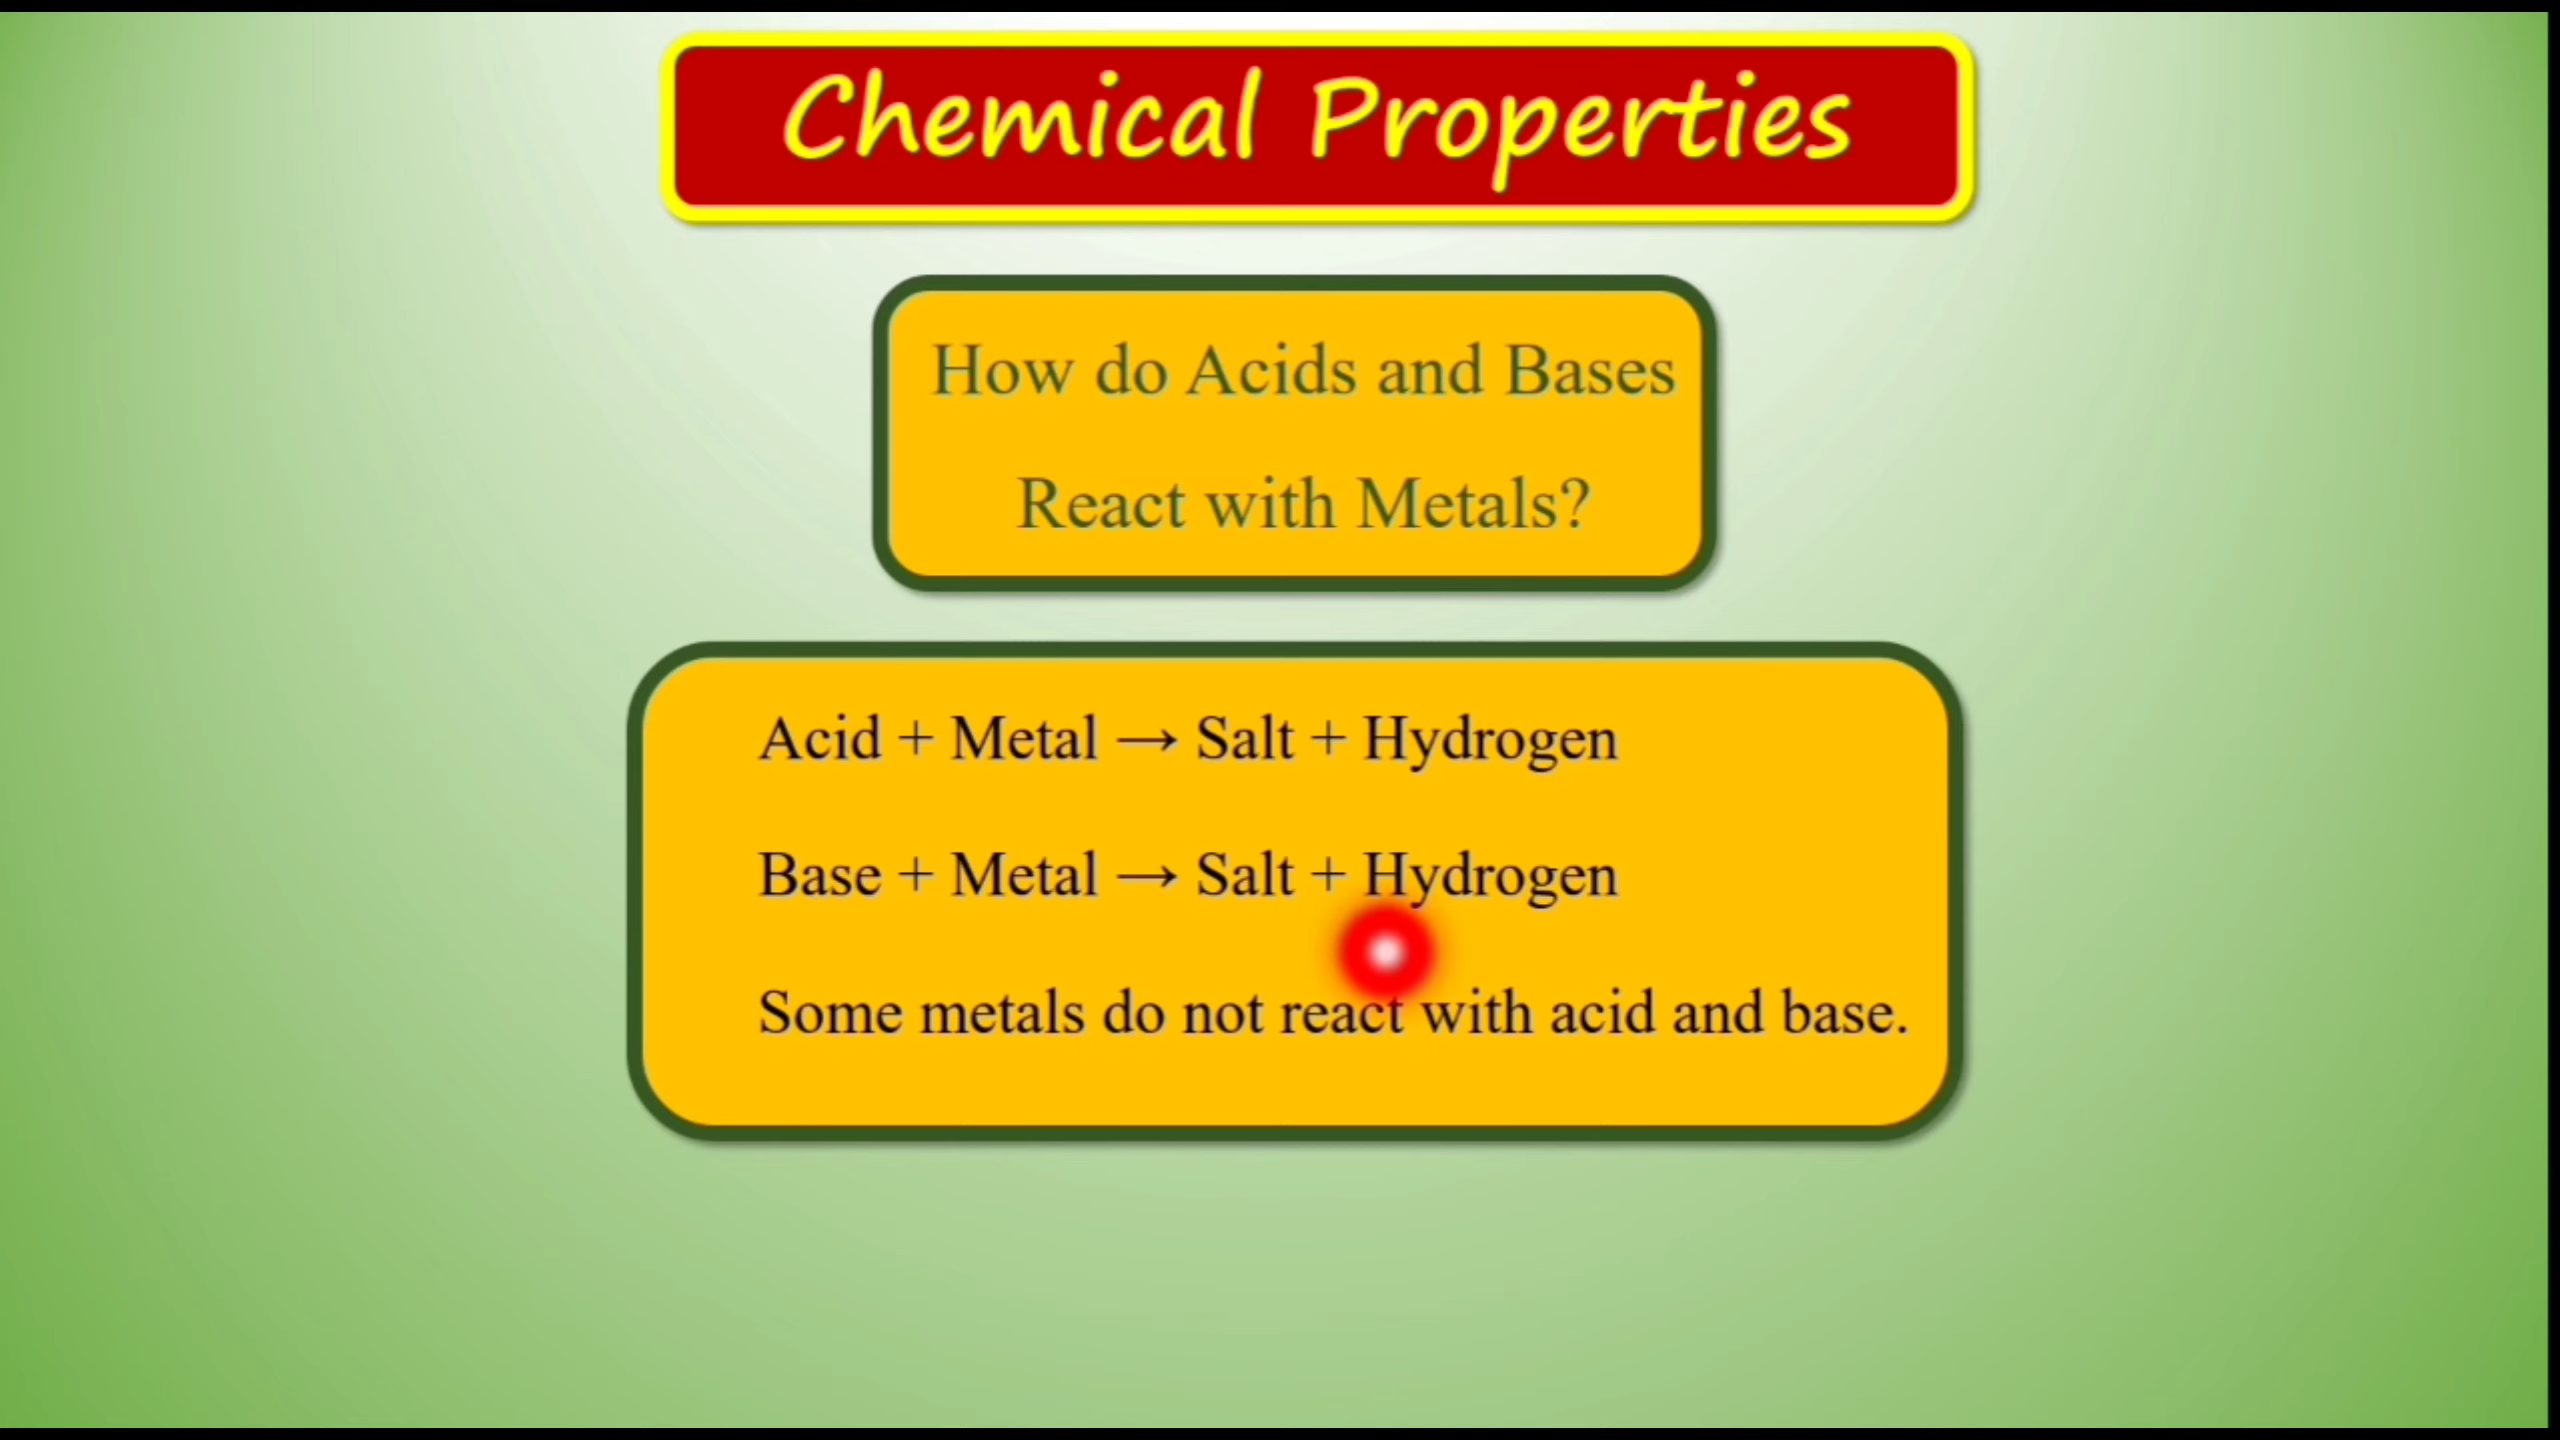 Chemical Properties
How do Acids and Bases
React with Metals?
Acid + Metal → Salt + Hydrogen
Base + Metal → Salt + Hydrogen
Some metals do not react with acid and base.